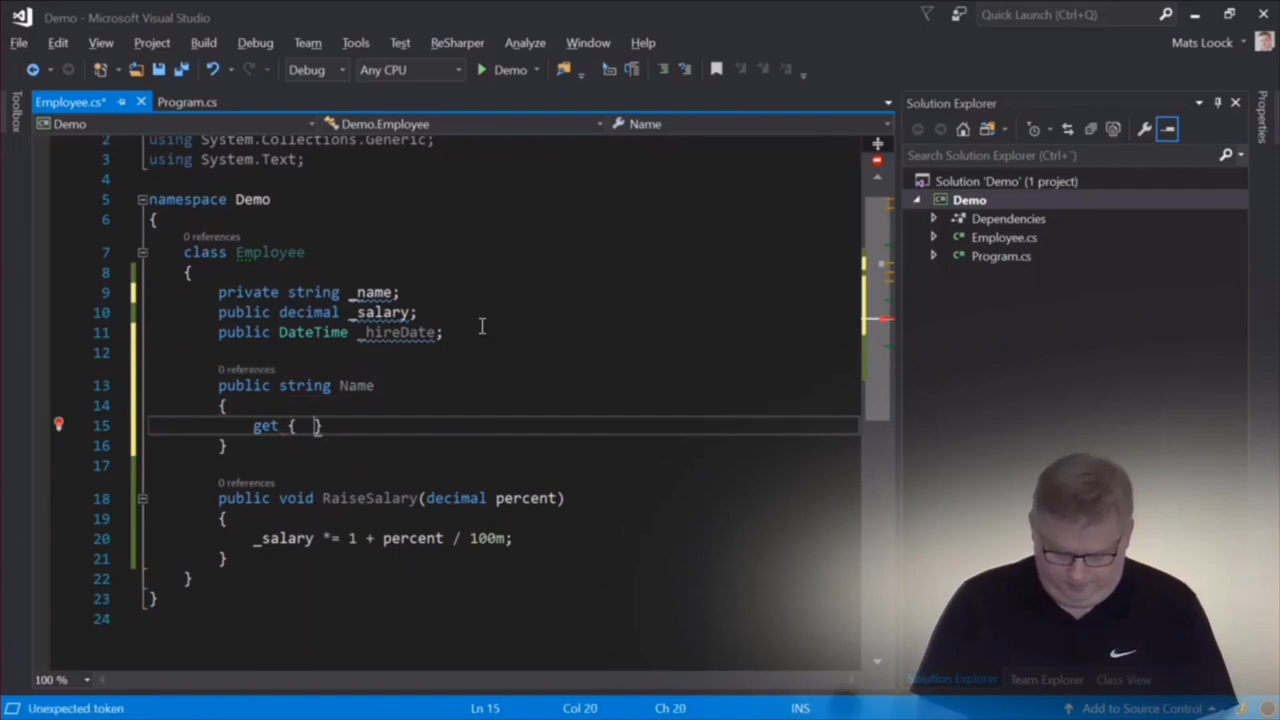 Demo - Microsoft Visual Studio
Quick Launch (Ctrl+Q)
File Edit View Project Build Debug Team Tools Test ReSharper Analyze Window Help
Mats Loock
Debug Any CPU Demo
Employee.cs* Program.cs
Demo Demo.Employee Name
Toolbox
2 using System.Collections.Generic;
3 using System.Text;
4
5 namespace Demo
6 {
0 references
7 class Employee
8 {
9 private string _name;
10 public decimal _salary;
11 public DateTime _hireDate;
12
0 references
13 public string Name
14 {
15 get {  }
16 }
17
0 references
18 public void RaiseSalary(decimal percent)
19 {
20 _salary *= 1 + percent / 100m;
21 }
22 }
23 }
24
100 %
Solution Explorer
Search Solution Explorer (Ctrl+¨)
Solution 'Demo' (1 project)
Demo
Dependencies
Employee.cs
Program.cs
Properties
Solution Explorer Team Explorer Class View
Unexpected token Ln 15 Col 20 Ch 20 INS Add to Source Control